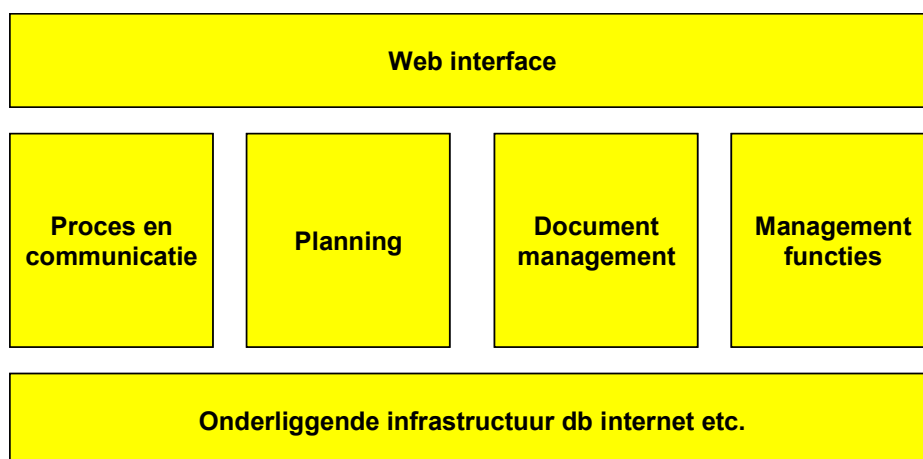 Web interface
Proces en
communicatie
Planning
Document
management
Management
functies
Onderliggende infrastructuur db internet etc.